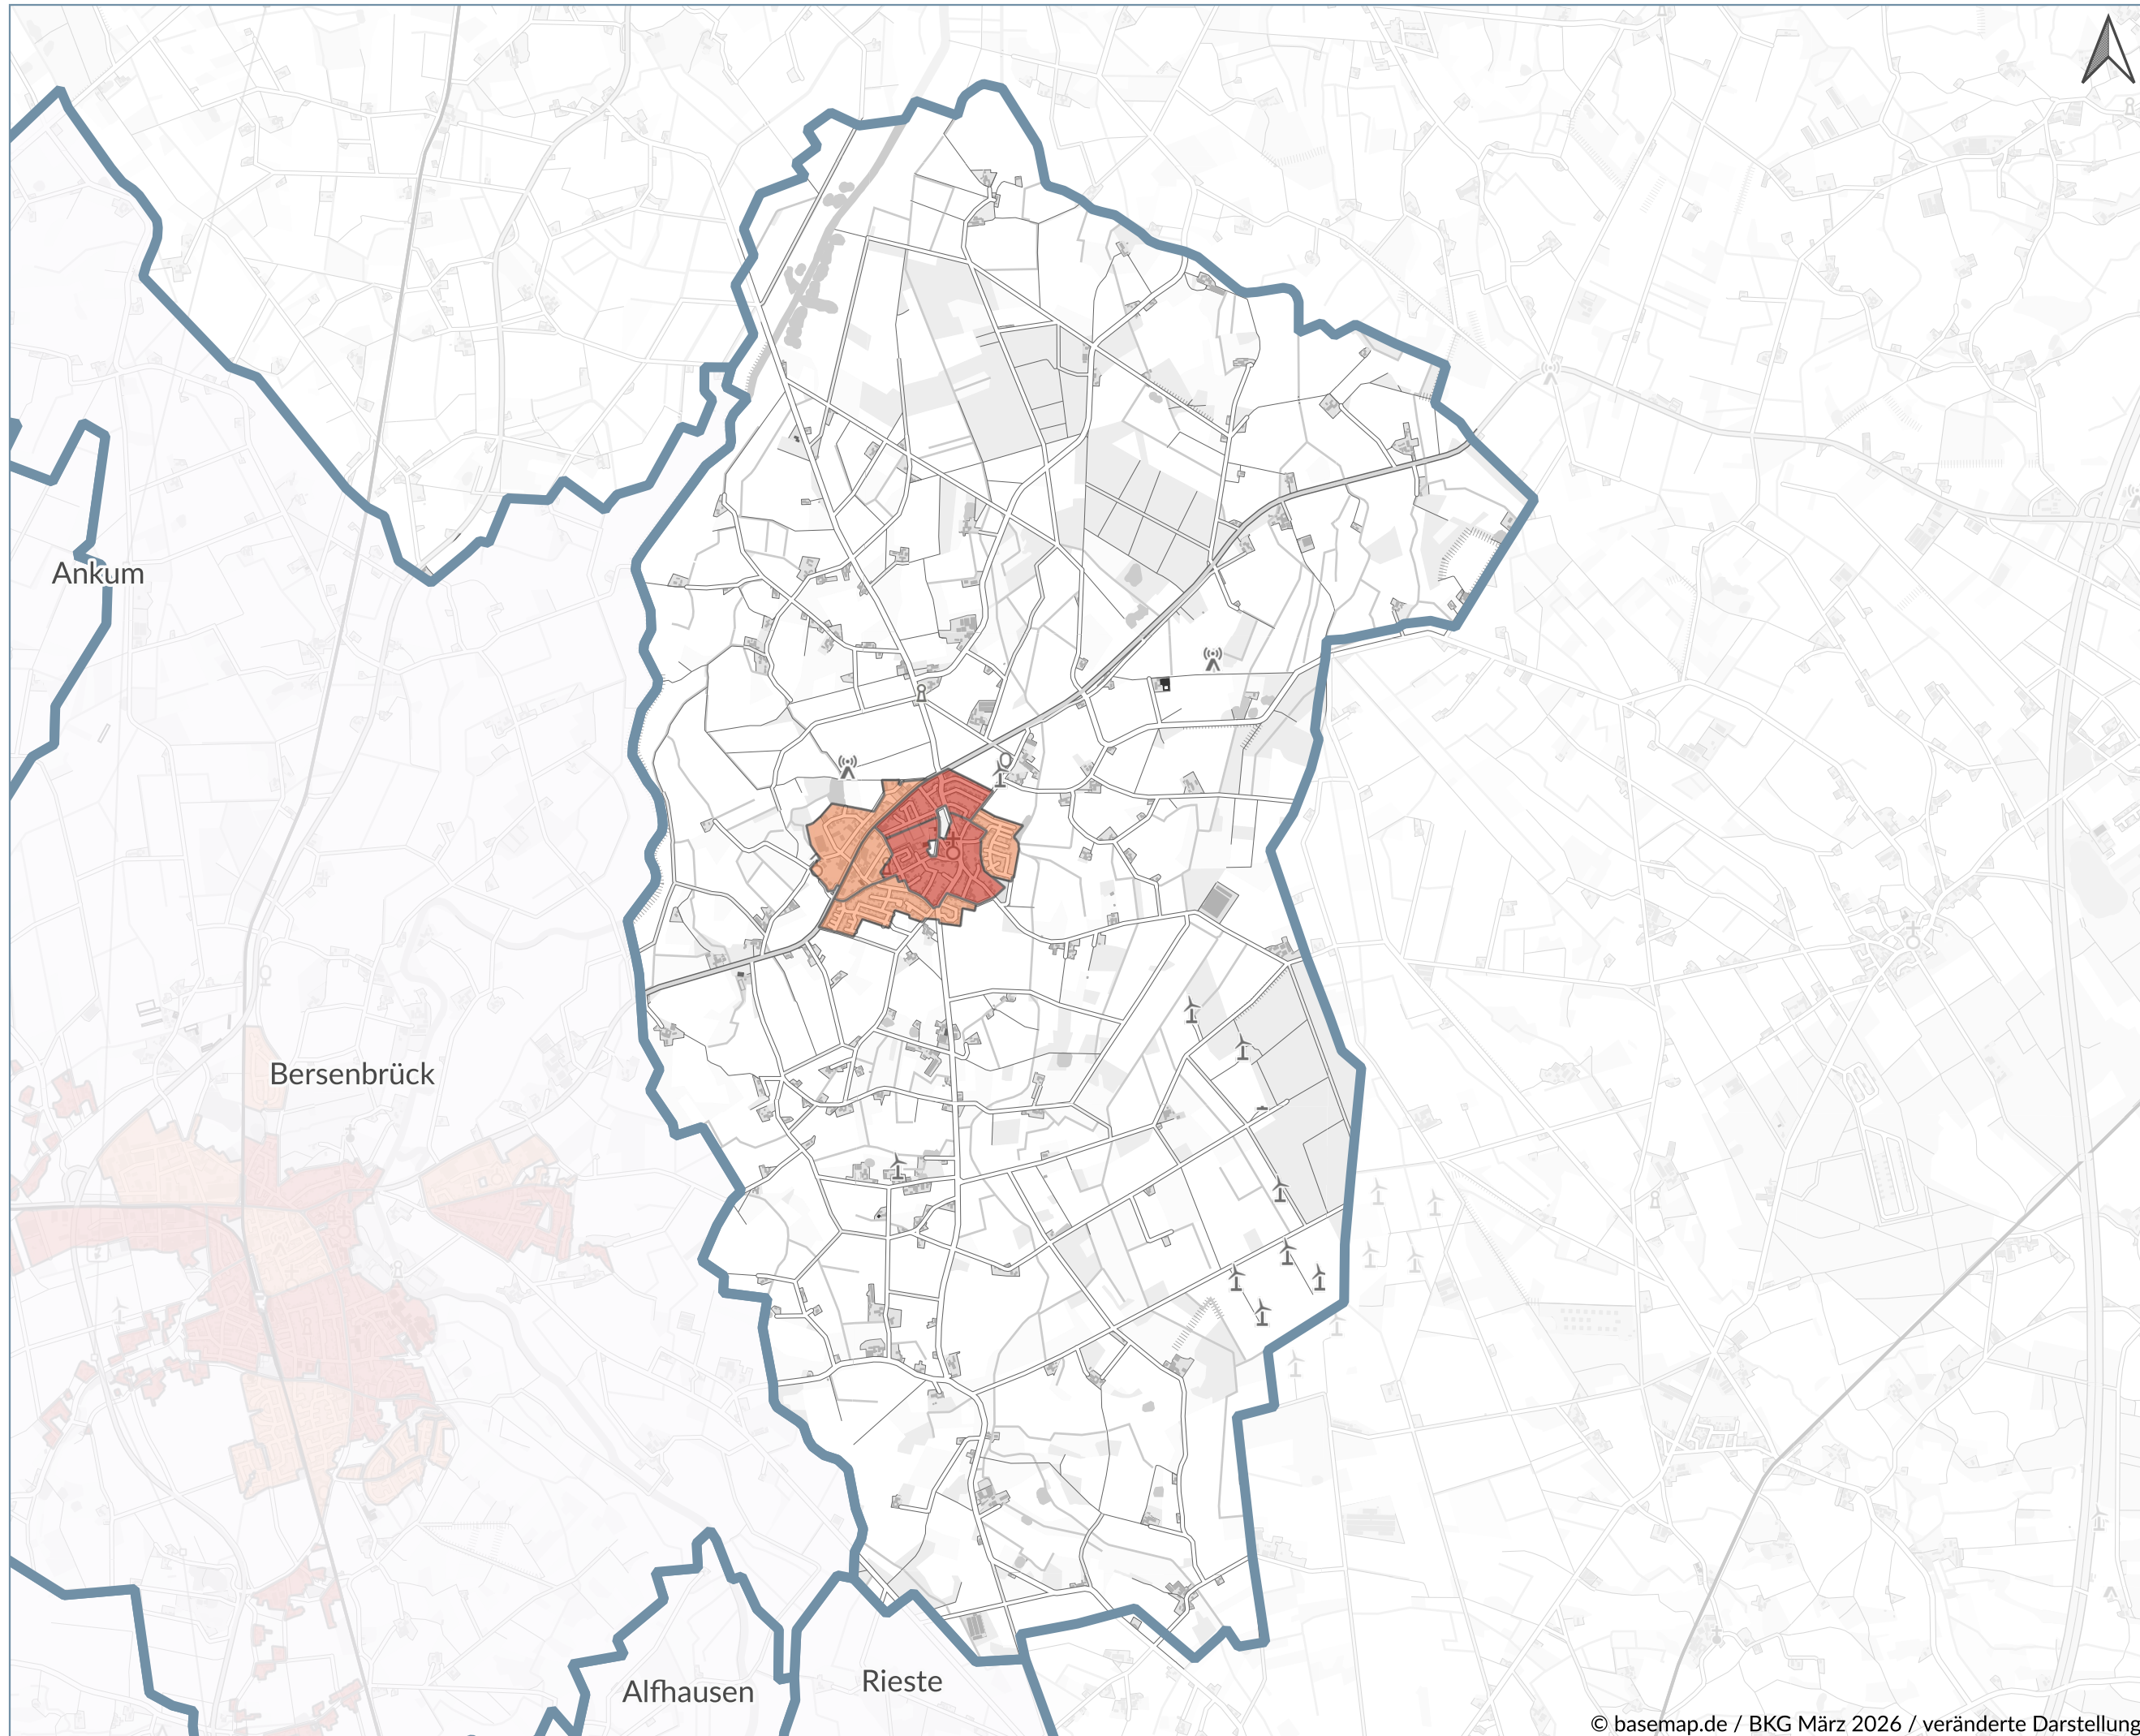 Ankum
Bersenbrück
Alfhausen
Rieste
© basemap.de / BKG März 2026 / veränderte Darstellung